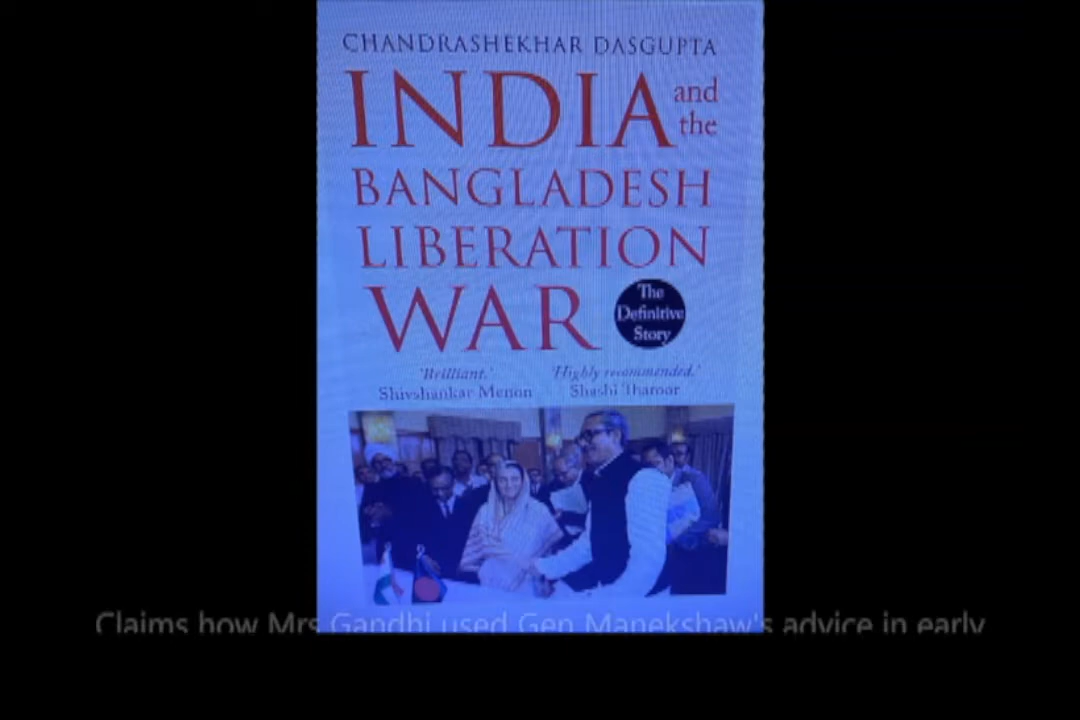 CHANDRASHEKHAR DASGUPTA
INDIA and
the
BANGLADESH
LIBERATION
WAR
The
Definitive
Story
'Brilliant.' 'Highly recommended.'
Shivshankar Menon Shashi Tharoor
Claims how Mrs Gandhi used Gen Manekshaw's advice in early